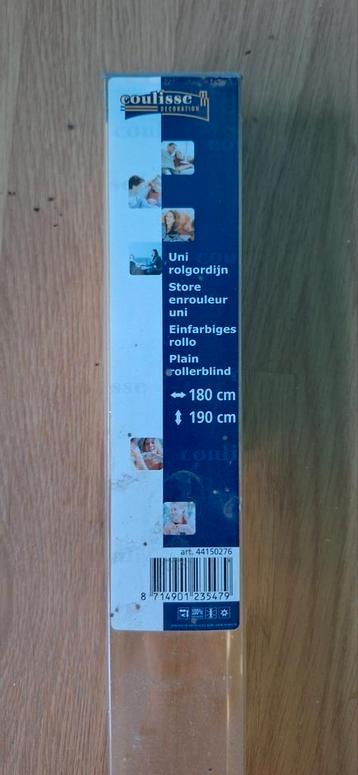 coulisse
DECORATION
Uni
rolgordijn
Store
enrouleur
uni
Einfarbiges
rollo
Plain
rollerblind
180 cm
190 cm
art. 44150276
8 714901 235479